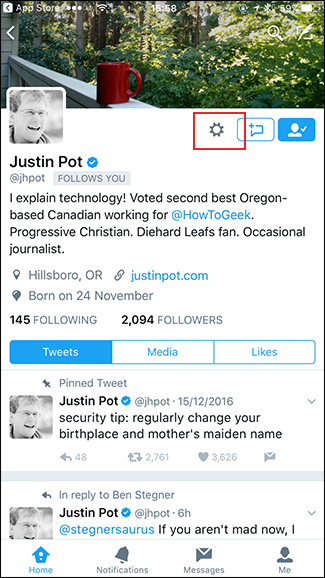 App Store 15:58 59%
Justin Pot
@jhpot FOLLOWS YOU
I explain technology! Voted second best Oregon-
based Canadian working for @HowToGeek.
Progressive Christian. Diehard Leafs fan. Occasional
journalist.
Hillsboro, OR justinpot.com
Born on 24 November
145 FOLLOWING 2,094 FOLLOWERS
Tweets Media Likes
Pinned Tweet
Justin Pot @jhpot · 15/12/2016
security tip: regularly change your
birthplace and mother's maiden name
48 2,761 3,626
In reply to Ben Stegner
Justin Pot @jhpot · 6h
@stegnersaurus If you aren't mad now, I
Home Notifications Messages Me